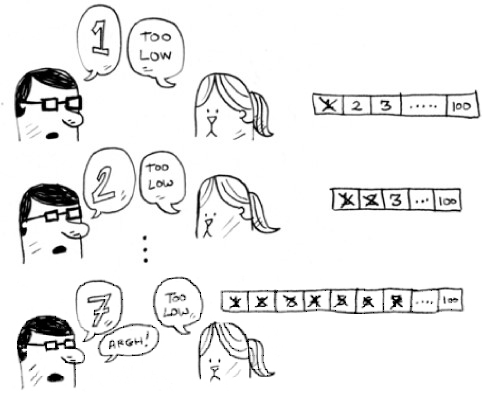 1
TOO
LOW
1 2 3 ..... 100
2
TOO
LOW
1 2 3 .... 100
7
TOO
LOW..
ARGH!
1 2 3 4 5 6 7 .... 100